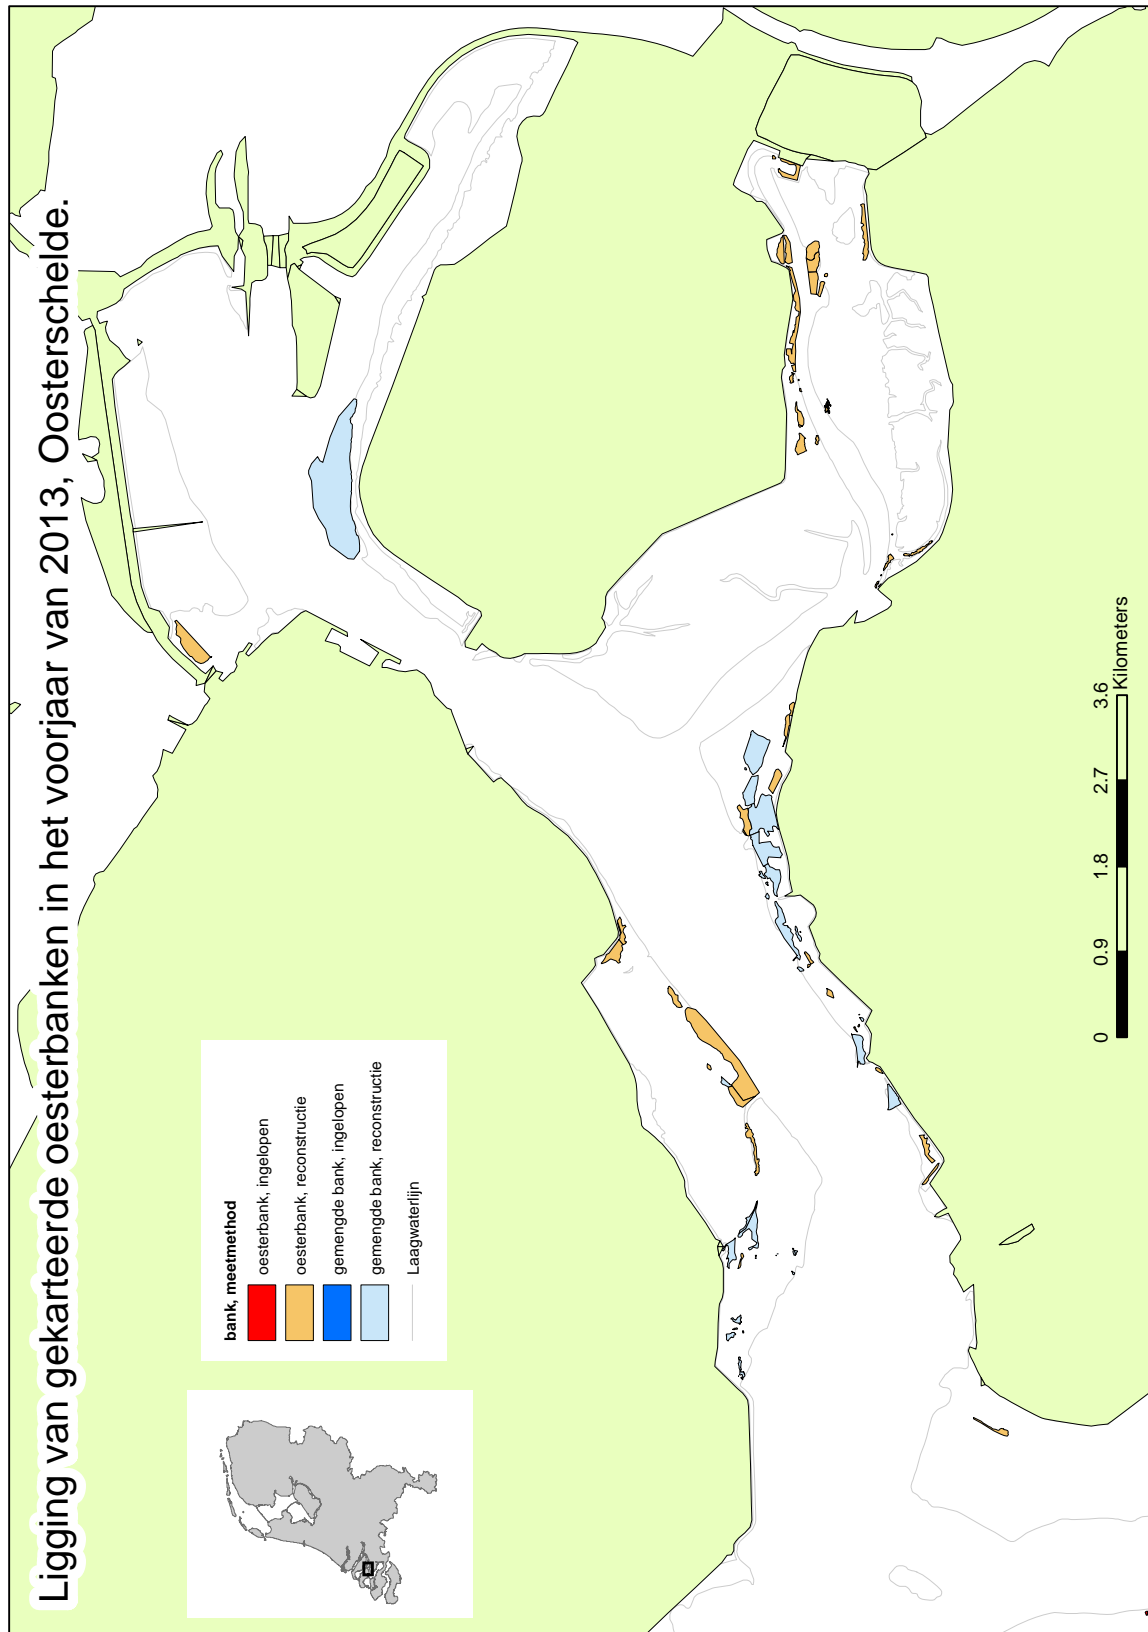 Ligging van gekarteerde oesterbanken in het voorjaar van 2013, Oosterschelde.
bank, meetmethod
oesterbank, ingelopen
oesterbank, reconstructie
gemengde bank, ingelopen
gemengde bank, reconstructie
Laagwaterlijn
0 0.9 1.8 2.7 3.6
Kilometers